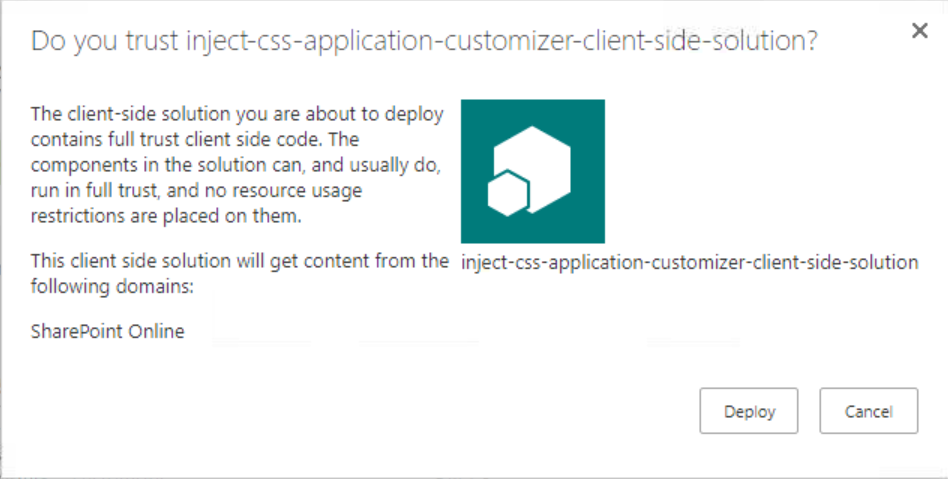 Do you trust inject-css-application-customizer-client-side-solution?
The client-side solution you are about to deploy
contains full trust client side code. The
components in the solution can, and usually do,
run in full trust, and no resource usage
restrictions are placed on them.
This client side solution will get content from the
following domains:
SharePoint Online
inject-css-application-customizer-client-side-solution
Deploy
Cancel